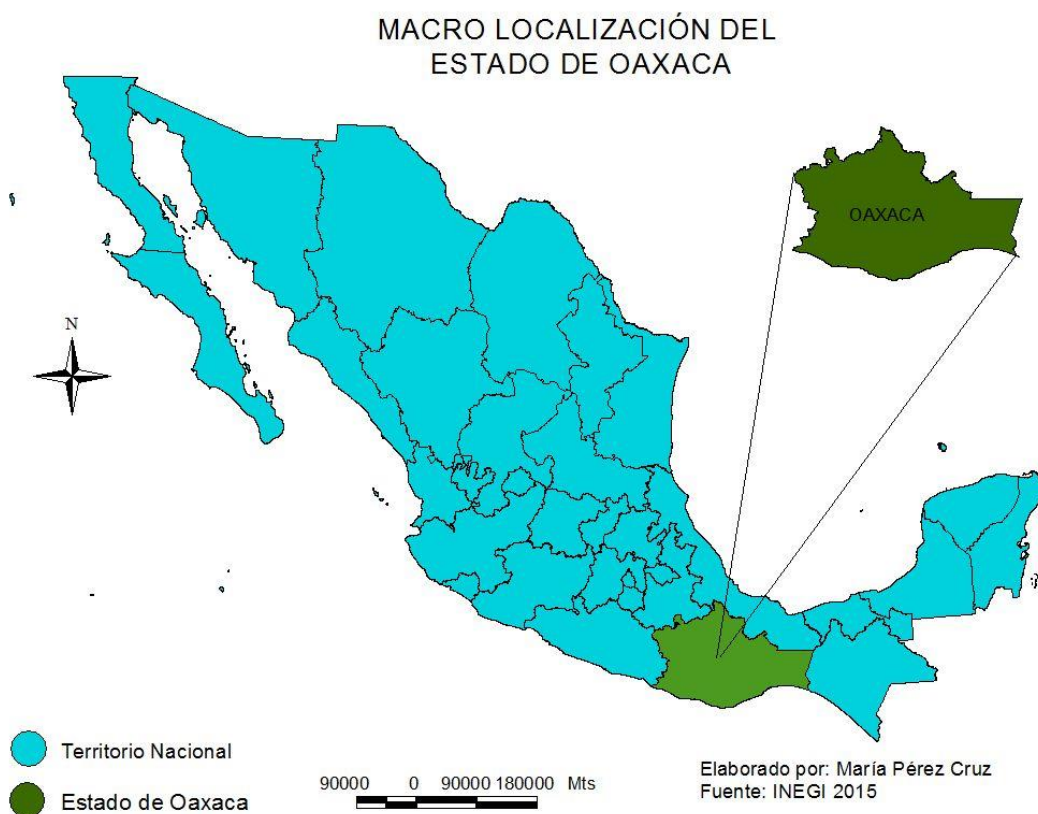 MACRO LOCALIZACIÓN DEL
ESTADO DE OAXACA
OAXACA
N
Territorio Nacional
Estado de Oaxaca
90000 0 90000 180000 Mts
Elaborado por: María Pérez Cruz
Fuente: INEGI 2015